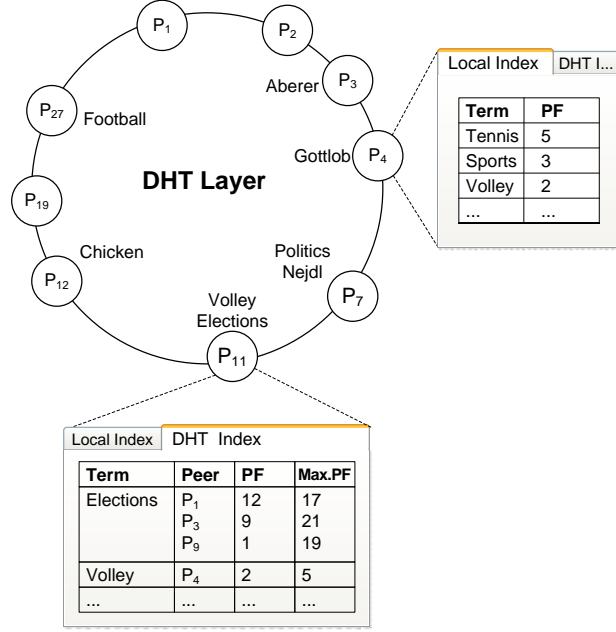 P1
P2
Aberer P3
Gottlob P4
P27 Football
DHT Layer
P19
Chicken
P12
Politics
Nejdl
P7
Volley
Elections
P11
Local Index DHT I...
Term PF
Tennis 5
Sports 3
Volley 2
... ...
Local Index DHT Index
Term Peer PF Max.PF
Elections P1 12 17
P3 9 21
P9 1 19
Volley P4 2 5
... ... ... ...